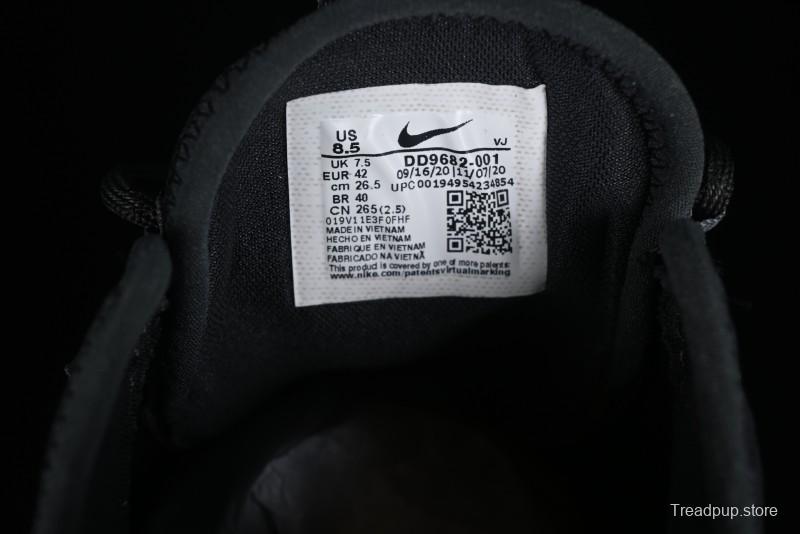 US
8.5
VJ
UK 7.5
DD9682-001
EUR 42
09/16/20 | 11/07/20
cm 26.5
UPC 00194954234854
BR 40
CN 265(2.5)
019V11E3F0FHF
MADE IN VIETNAM
HECHO EN VIETNAM
FABRIQUE EN VIETNAM
FABRICADO NA VIETNÃ
This product is covered by one of more patents:
www.nike.com/patentsvirtualmarking
Treadpup.store